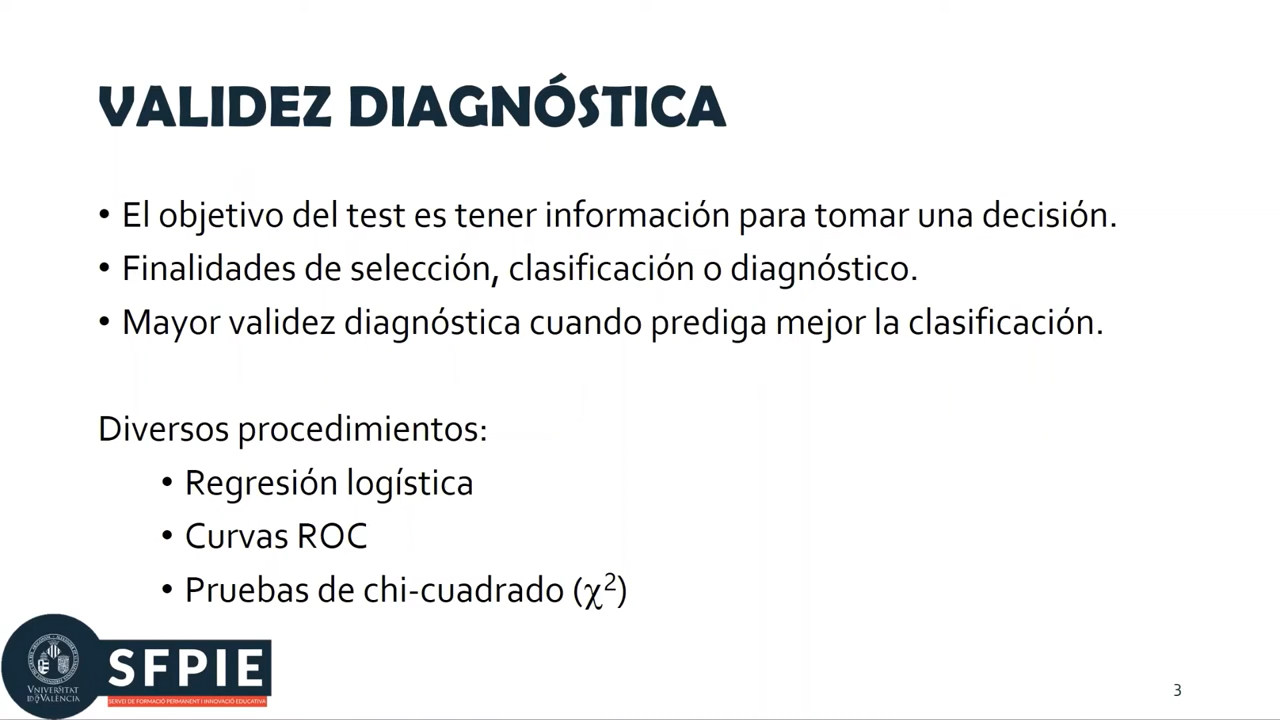 VALIDEZ DIAGNÓSTICA
• El objetivo del test es tener información para tomar una decisión.
• Finalidades de selección, clasificación o diagnóstico.
• Mayor validez diagnóstica cuando prediga mejor la clasificación.
Diversos procedimientos:
• Regresión logística
• Curvas ROC
• Pruebas de chi-cuadrado (χ²)
VNIVERSITAT
ID VALÈNCIA
SFPIE
SERVEI DE FORMACIÓ PERMANENT I INNOVACIÓ EDUCATIVA
3